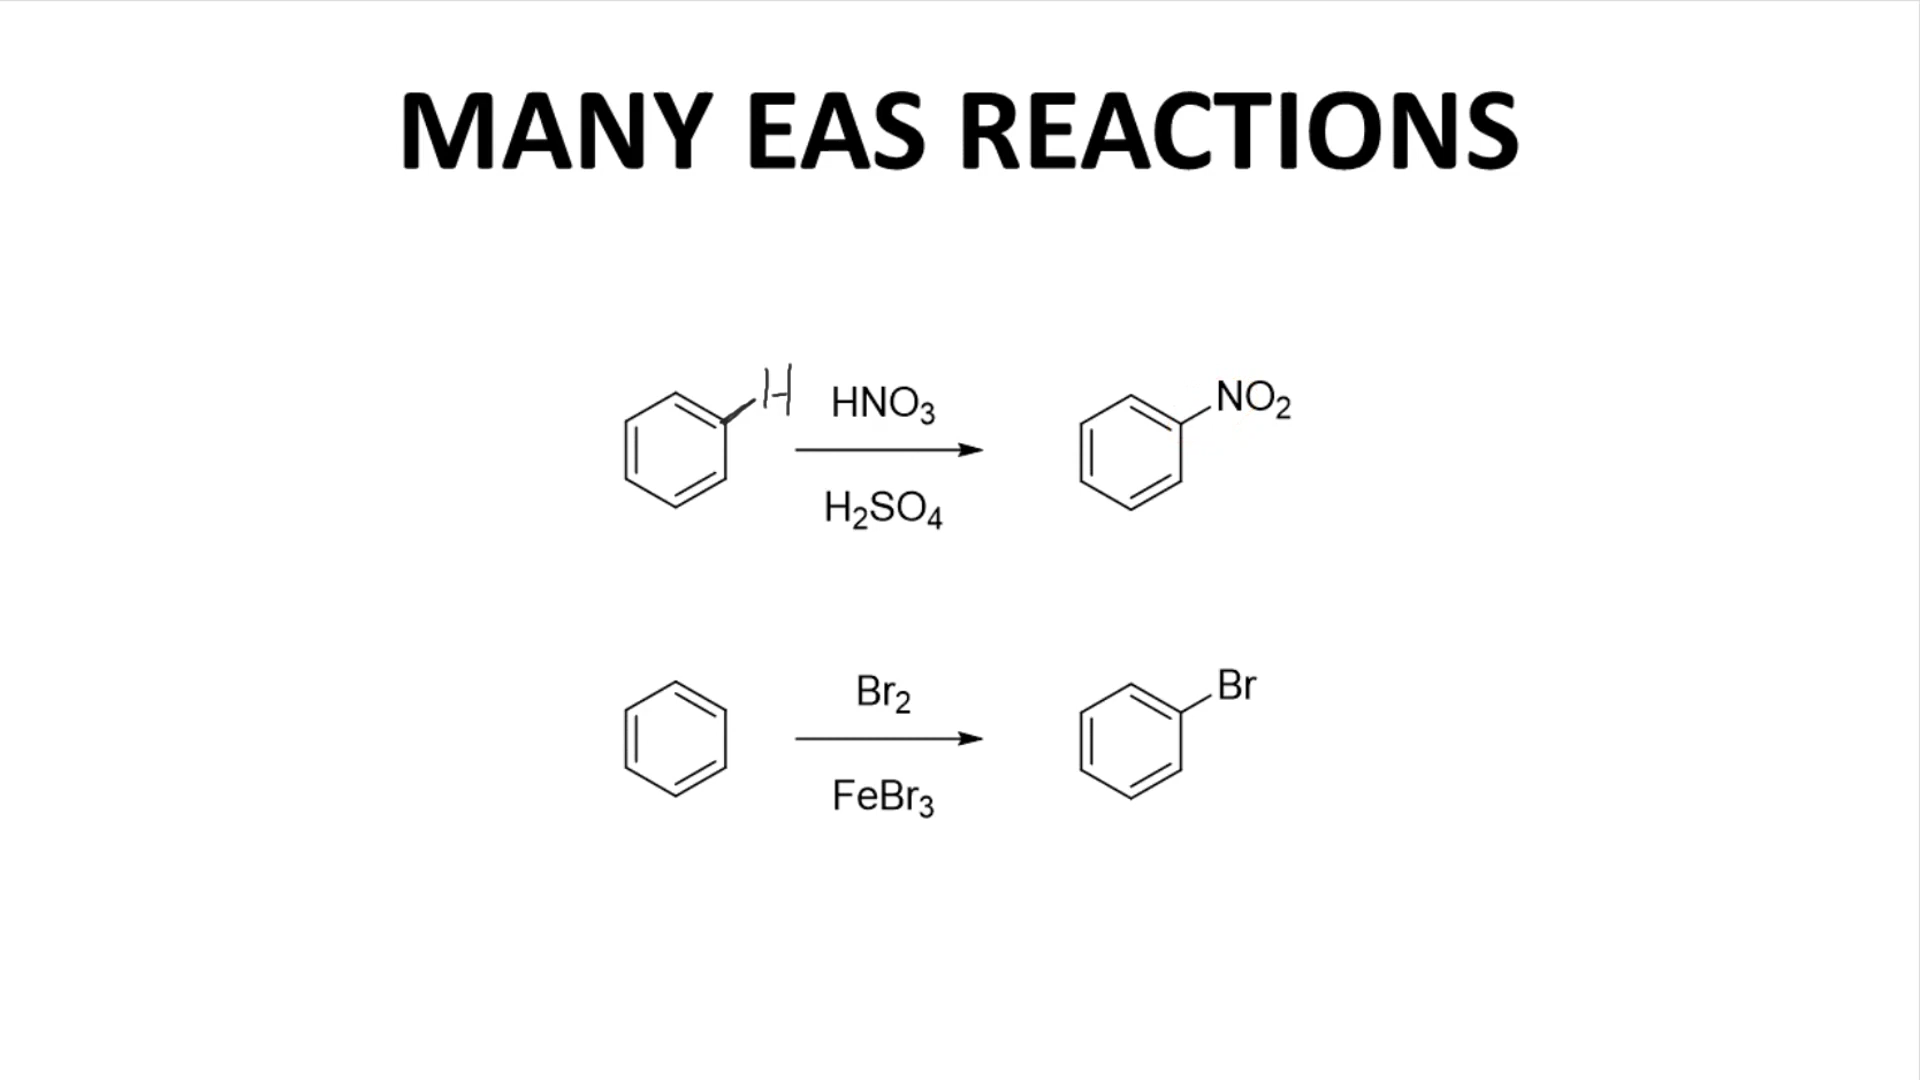 MANY EAS REACTIONS
H
HNO₃
NO₂
H₂SO₄
Br₂
Br
FeBr₃